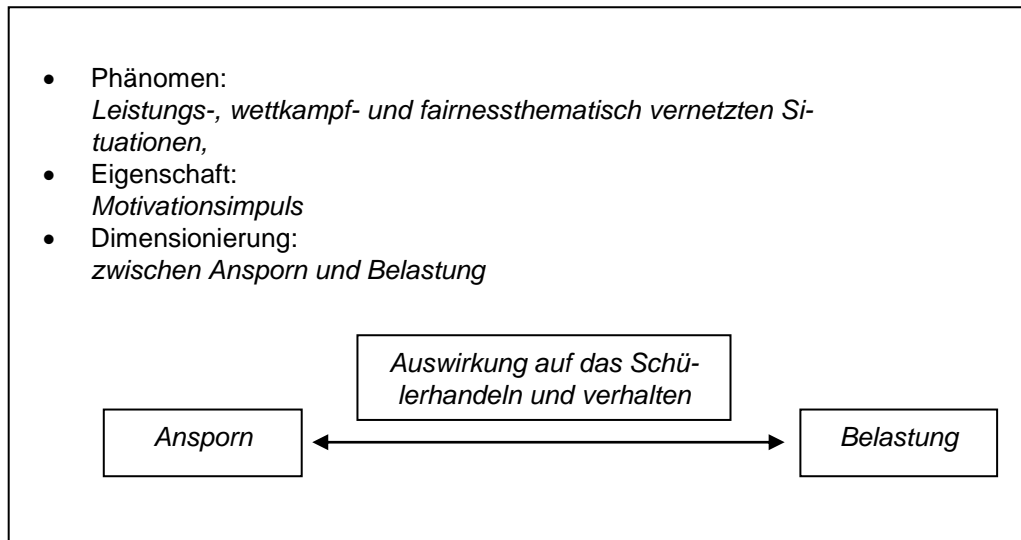 • Phänomen:
Leistungs-, wettkampf- und fairnessthematisch vernetzten Si-
tuationen,
• Eigenschaft:
Motivationsimpuls
• Dimensionierung:
zwischen Ansporn und Belastung
Auswirkung auf das Schü-
lerhandeln und verhalten
Ansporn
Belastung